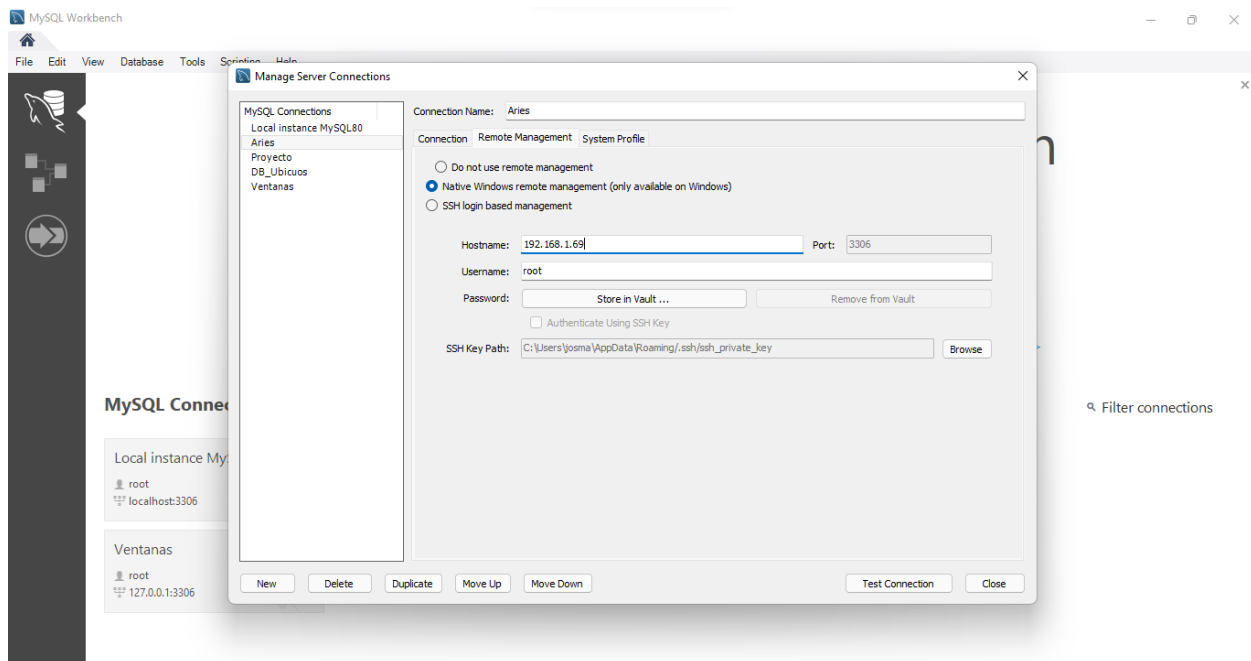 MySQL Workbench
File Edit View Database Tools Scripting Help
Manage Server Connections
MySQL Connections
Local instance MySQL80
Aries
Proyecto
DB_Ubicuos
Ventanas
Connection Name: Aries
Connection Remote Management System Profile
Do not use remote management
Native Windows remote management (only available on Windows)
SSH login based management
Hostname: 192.168.1.69 Port: 3306
Username: root
Password: Store in Vault ... Remove from Vault
Authenticate Using SSH Key
SSH Key Path: C:\Users\josma\AppData\Roaming/.ssh/ssh_private_key Browse
New Delete Duplicate Move Up Move Down Test Connection Close
n
MySQL Connec
Filter connections
Local instance My
root
localhost:3306
Ventanas
root
127.0.0.1:3306